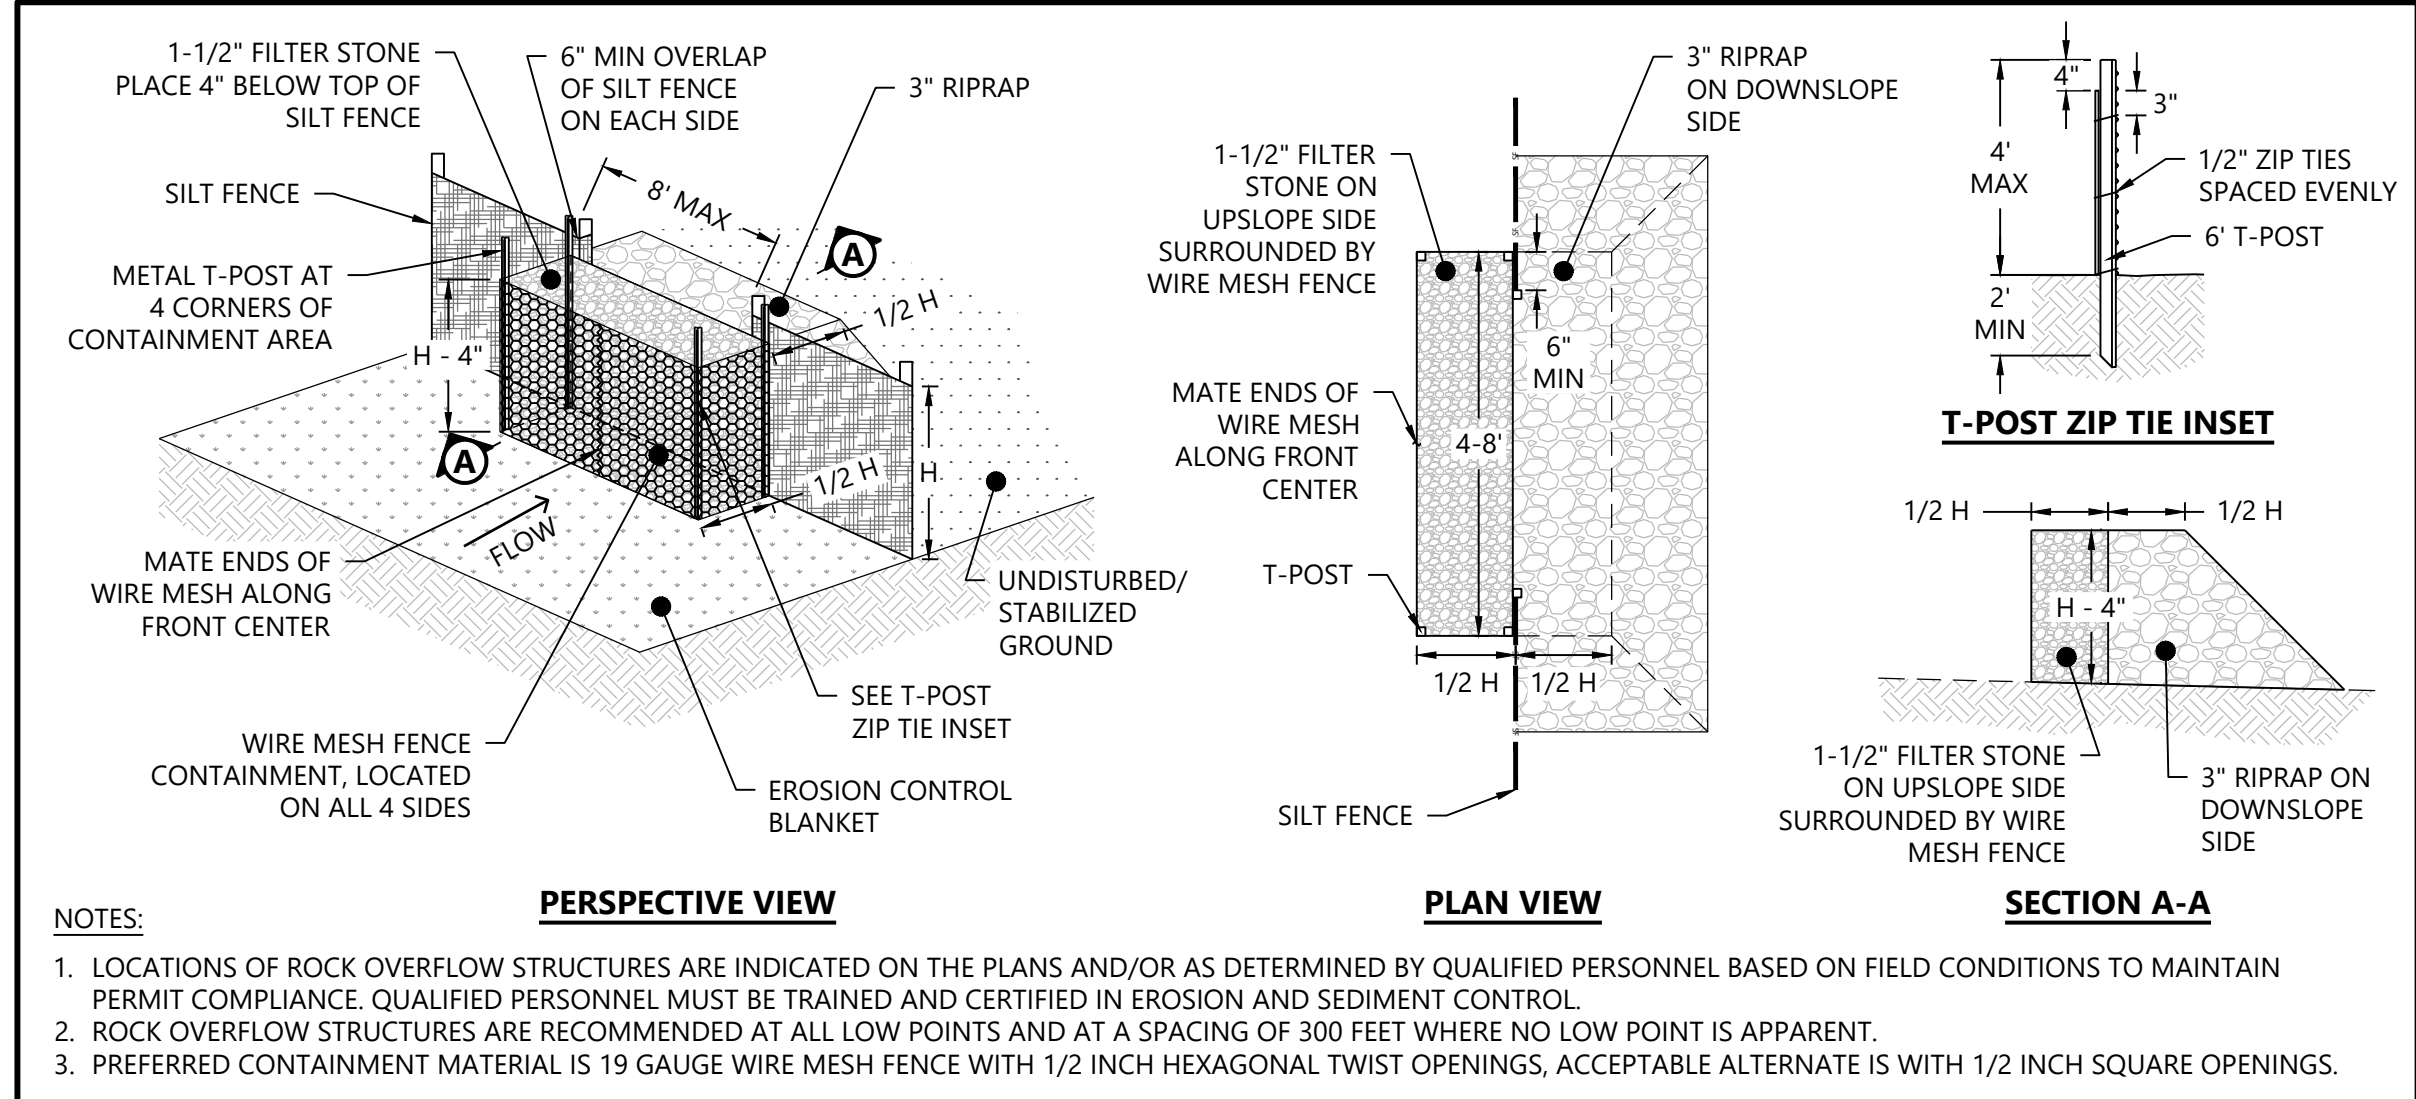 1-1/2" FILTER STONE
PLACE 4" BELOW TOP OF
SILT FENCE
6" MIN OVERLAP
OF SILT FENCE
ON EACH SIDE
3" RIPRAP
SILT FENCE
8' MAX
A
METAL T-POST AT
4 CORNERS OF
CONTAINMENT AREA
1/2 H
H - 4"
A
1/2 H
H
FLOW
MATE ENDS OF
WIRE MESH ALONG
FRONT CENTER
UNDISTURBED/
STABILIZED
GROUND
SEE T-POST
ZIP TIE INSET
WIRE MESH FENCE
CONTAINMENT, LOCATED
ON ALL 4 SIDES
EROSION CONTROL
BLANKET
PERSPECTIVE VIEW
3" RIPRAP
ON DOWNSLOPE
SIDE
1-1/2" FILTER
STONE ON
UPSLOPE SIDE
SURROUNDED BY
WIRE MESH FENCE
6"
MIN
MATE ENDS OF
WIRE MESH
ALONG FRONT
CENTER
4-8'
T-POST
1/2 H
1/2 H
SILT FENCE
PLAN VIEW
4"
3"
4'
MAX
1/2" ZIP TIES
SPACED EVENLY
6' T-POST
2'
MIN
T-POST ZIP TIE INSET
1/2 H
1/2 H
H - 4"
1-1/2" FILTER STONE
ON UPSLOPE SIDE
SURROUNDED BY WIRE
MESH FENCE
3" RIPRAP ON
DOWNSLOPE
SIDE
SECTION A-A
NOTES:
1. LOCATIONS OF ROCK OVERFLOW STRUCTURES ARE INDICATED ON THE PLANS AND/OR AS DETERMINED BY QUALIFIED PERSONNEL BASED ON FIELD CONDITIONS TO MAINTAIN
PERMIT COMPLIANCE. QUALIFIED PERSONNEL MUST BE TRAINED AND CERTIFIED IN EROSION AND SEDIMENT CONTROL.
2. ROCK OVERFLOW STRUCTURES ARE RECOMMENDED AT ALL LOW POINTS AND AT A SPACING OF 300 FEET WHERE NO LOW POINT IS APPARENT.
3. PREFERRED CONTAINMENT MATERIAL IS 19 GAUGE WIRE MESH FENCE WITH 1/2 INCH HEXAGONAL TWIST OPENINGS, ACCEPTABLE ALTERNATE IS WITH 1/2 INCH SQUARE OPENINGS.